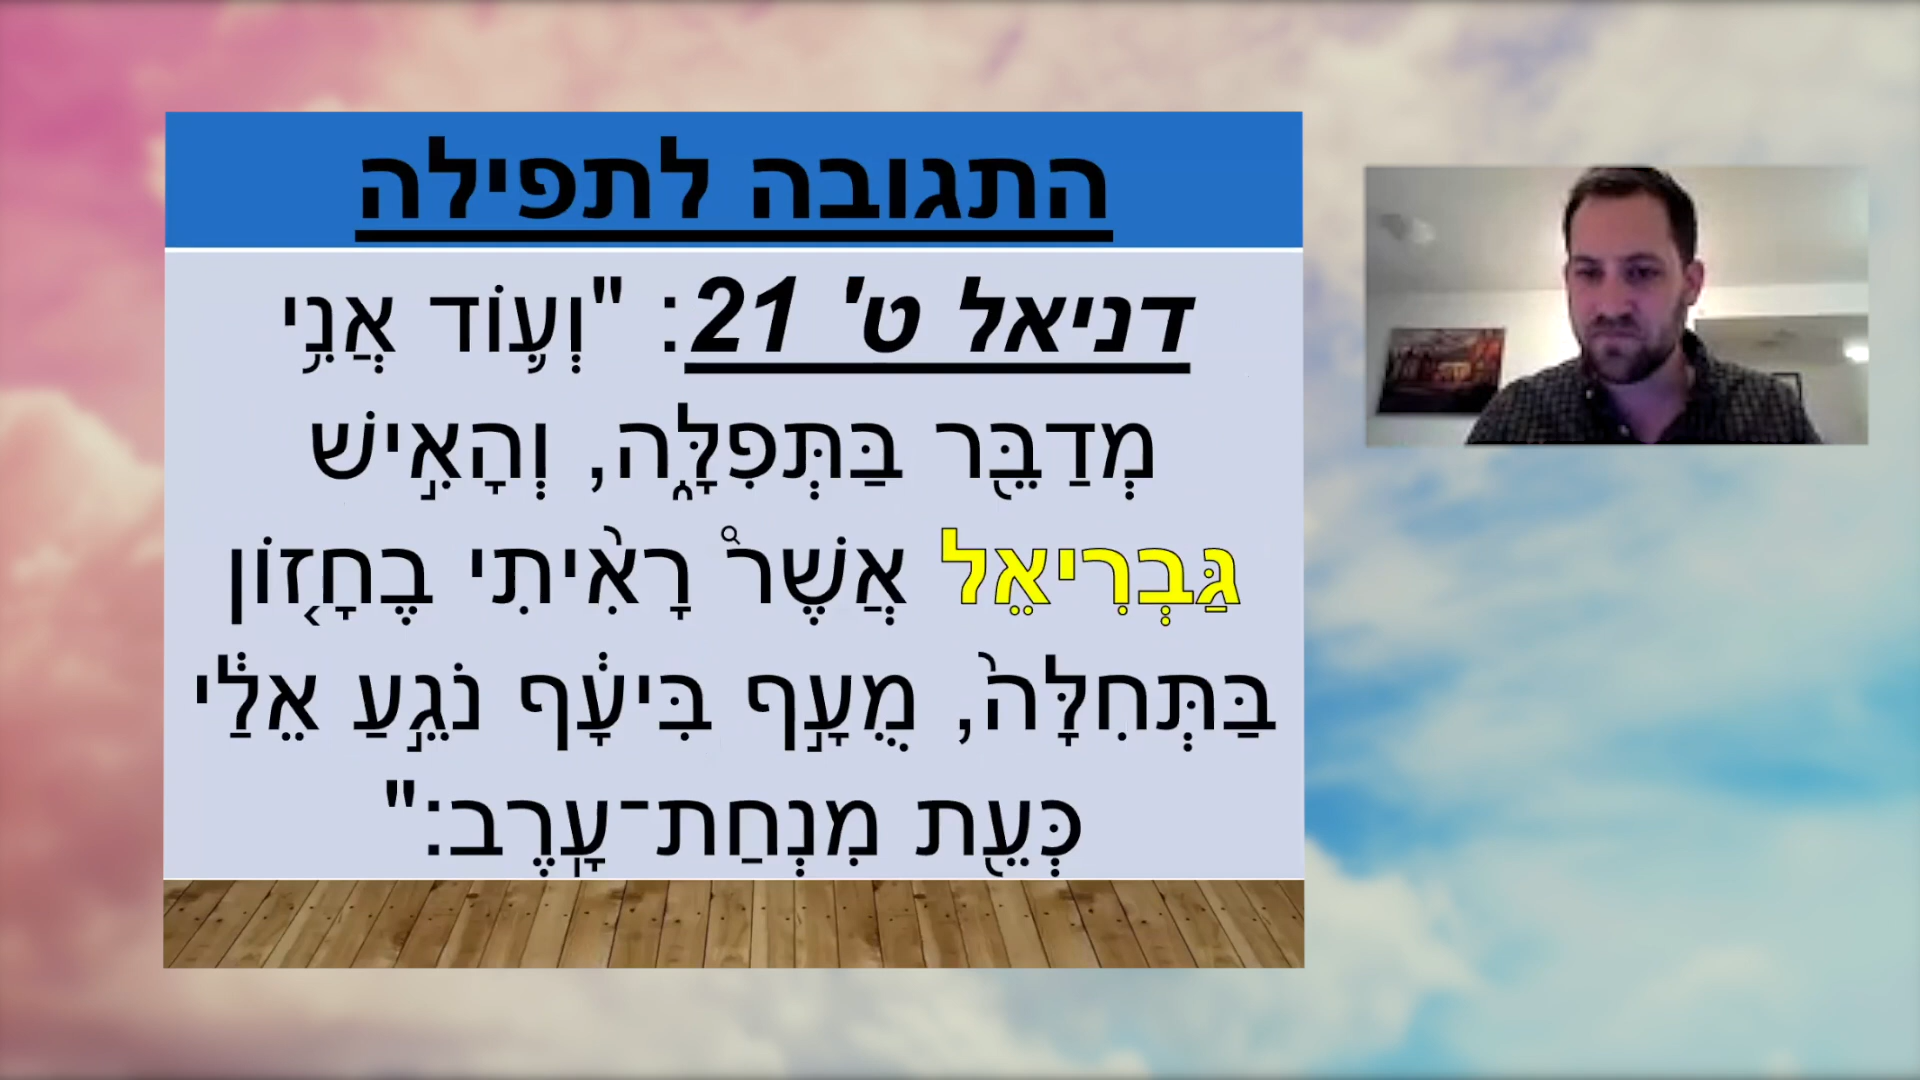 התגובה לתפילה
דניאל ט' 21: "וְע֛וֹד אֲנִ֥י
מְדַבֵּ֖ר בַּתְּפִלָּ֑ה, וְהָאִ֣ישׁ
גַּבְרִיאֵ֡ל אֲשֶׁר֩ רָאִ֨יתִי בֶחָז֤וֹן
בַּתְּחִלָּה֙, מֻעָ֣ף בִּיעָ֔ף נֹגֵ֣עַ אֵלַ֔י
כְּעֵ֖ת מִנְחַת־עָֽרֶב:"